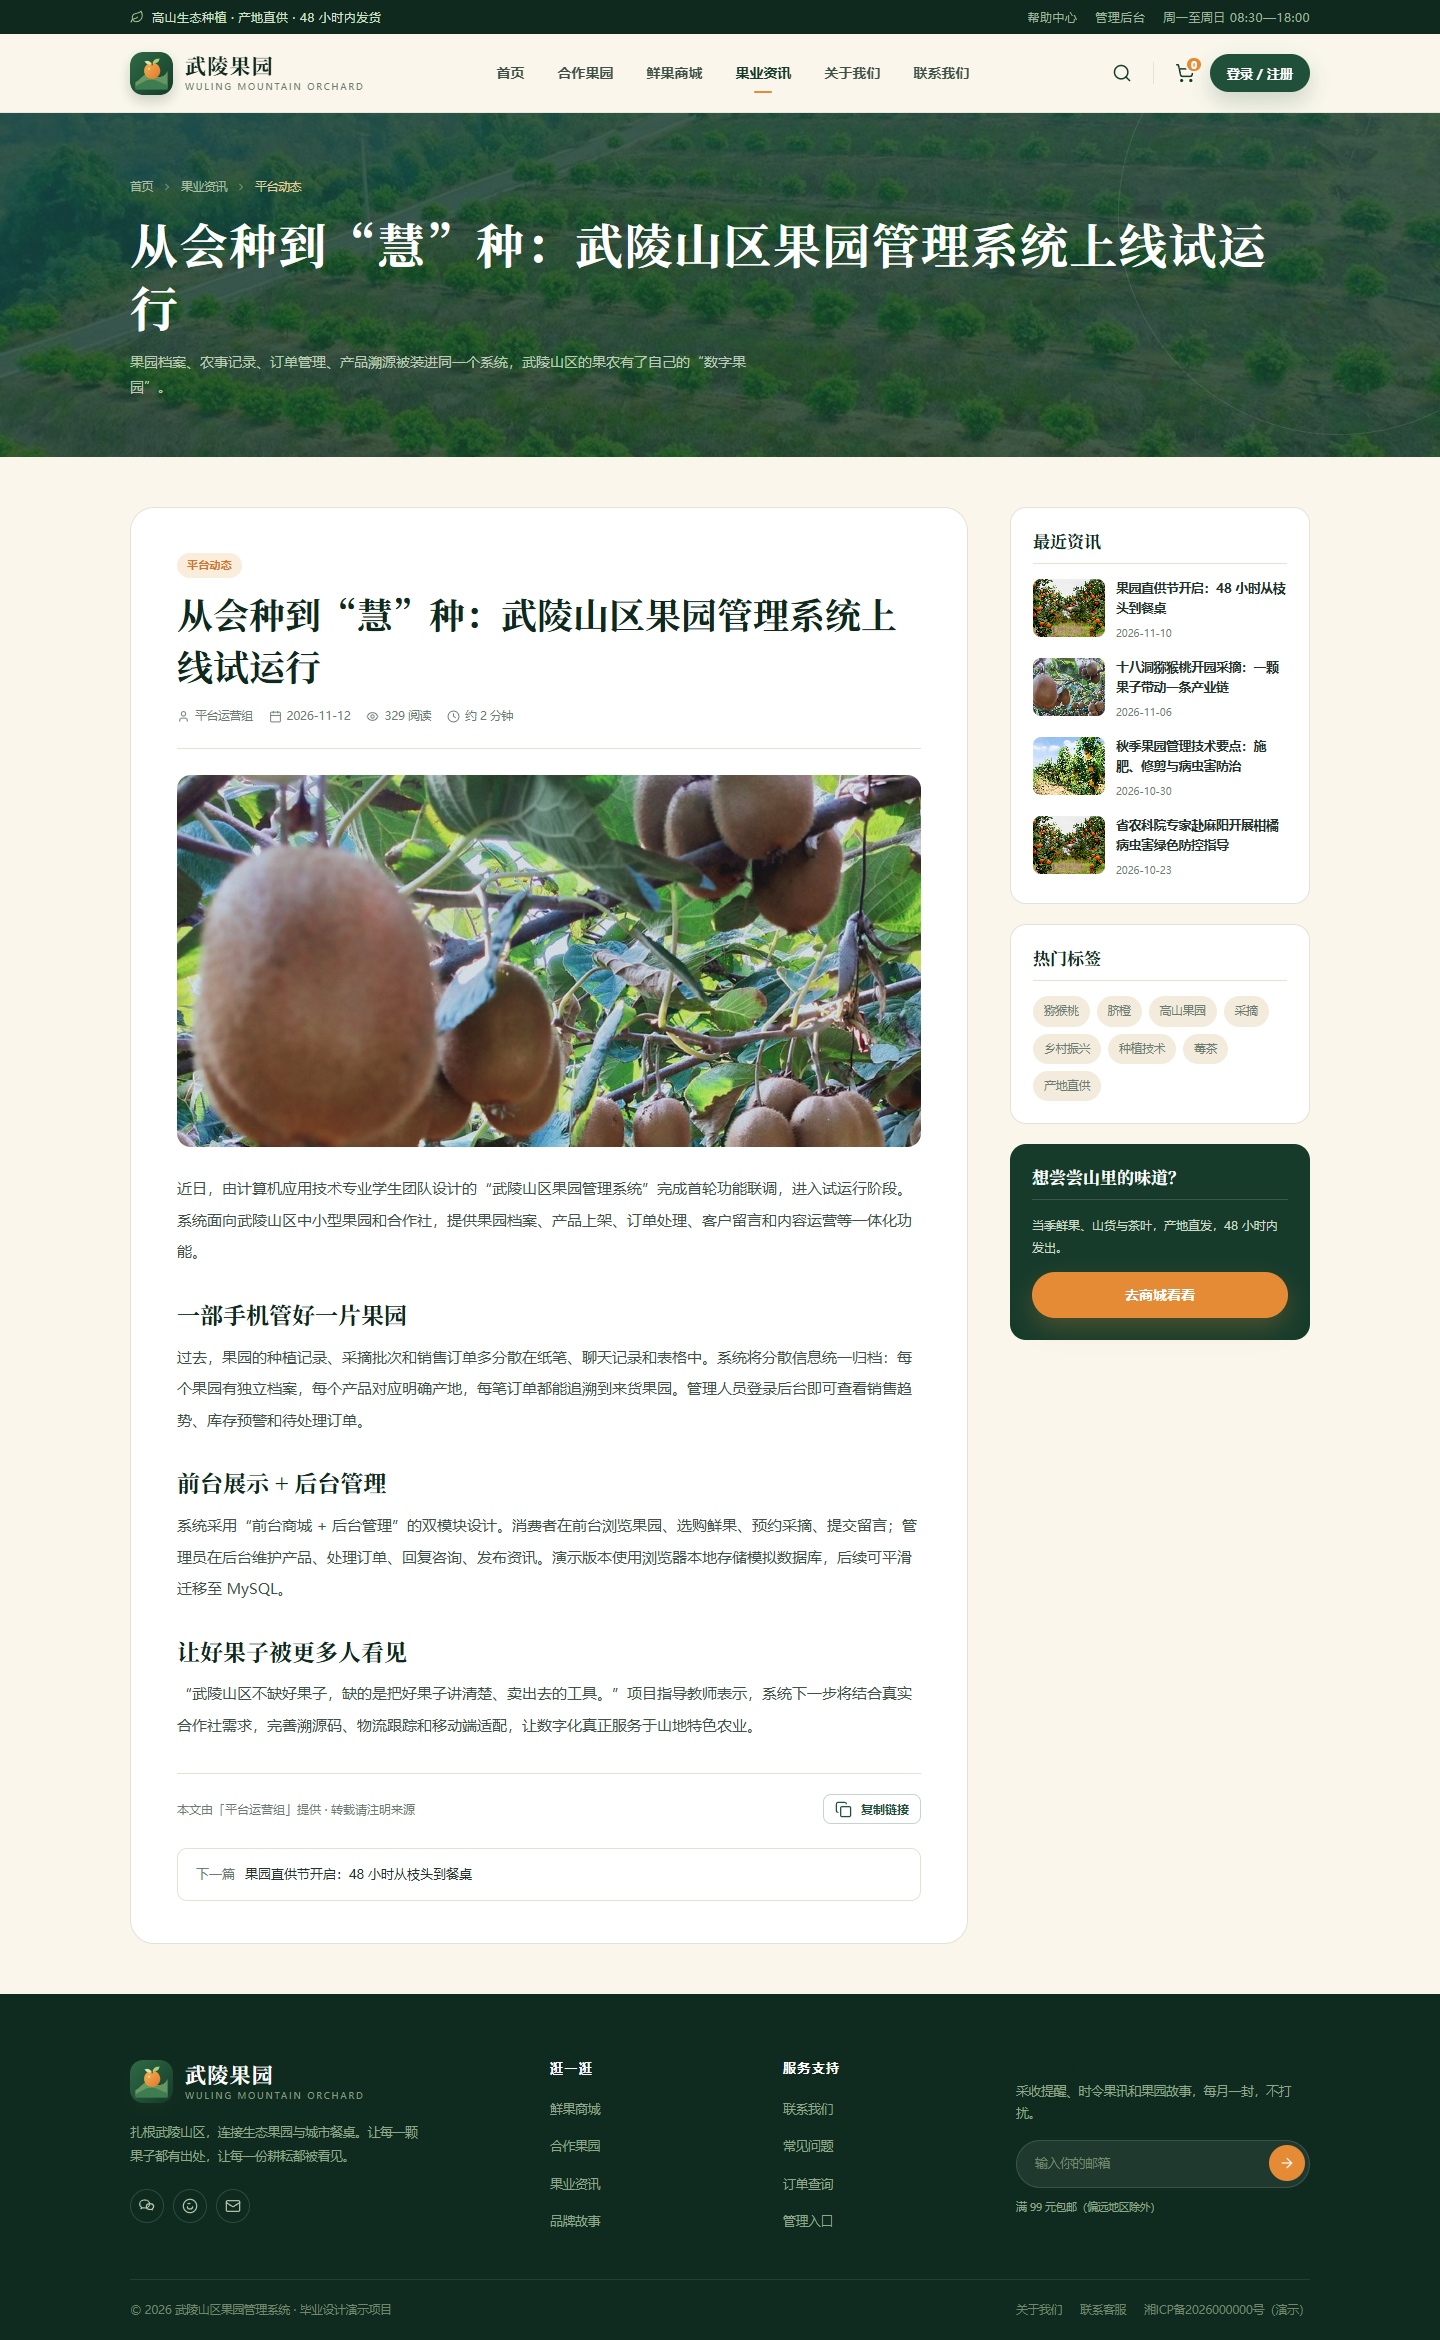 高山生态种植 · 产地直供 · 48 小时内发货
帮助中心 管理后台 周一至周日 08:30—18:00
武陵果园
WULING MOUNTAIN ORCHARD
首页 合作果园 鲜果商城 果业资讯 关于我们 联系我们
0
登录 / 注册
首页 > 果业资讯 > 平台动态
从会种到“慧”种：武陵山区果园管理系统上线试运
行
果园档案、农事记录、订单管理、产品溯源被装进同一个系统，武陵山区的果农有了自己的“数字果
园”。
平台动态
从会种到“慧”种：武陵山区果园管理系统上
线试运行
平台运营组 2026-11-12 329 阅读 约 2 分钟
近日，由计算机应用技术专业学生团队设计的“武陵山区果园管理系统”完成首轮功能联调，进入试运行阶段。
系统面向武陵山区中小型果园和合作社，提供果园档案、产品上架、订单处理、客户留言和内容运营等一体化功
能。
一部手机管好一片果园
过去，果园的种植记录、采摘批次和销售订单多分散在纸笔、聊天记录和表格中。系统将分散信息统一归档：每
个果园有独立档案，每个产品对应明确产地，每笔订单都能追溯到来货果园。管理人员登录后台即可查看销售趋
势、库存预警和待处理订单。
前台展示 + 后台管理
系统采用“前台商城 + 后台管理”的双模块设计。消费者在前台浏览果园、选购鲜果、预约采摘、提交留言；管
理员在后台维护产品、处理订单、回复咨询、发布资讯。演示版本使用浏览器本地存储模拟数据库，后续可平滑
迁移至 MySQL。
让好果子被更多人看见
“武陵山区不缺好果子，缺的是把好果子讲清楚、卖出去的工具。”项目指导教师表示，系统下一步将结合真实
合作社需求，完善溯源码、物流跟踪和移动端适配，让数字化真正服务于山地特色农业。
本文由「平台运营组」提供 · 转载请注明来源
复制链接
下一篇 果园直供节开启：48 小时从枝头到餐桌
最近资讯
果园直供节开启：48 小时从枝
头到餐桌
2026-11-10
十八洞猕猴桃开园采摘：一颗
果子带动一条产业链
2026-11-06
秋季果园管理技术要点：施
肥、修剪与病虫害防治
2026-10-30
省农科院专家赴麻阳开展柑橘
病虫害绿色防控指导
2026-10-23
热门标签
猕猴桃 脐橙 高山果园 采摘
乡村振兴 种植技术 莓茶
产地直供
想尝尝山里的味道？
当季鲜果、山货与茶叶，产地直发，48 小时内
发出。
去商城看看
武陵果园
WULING MOUNTAIN ORCHARD
扎根武陵山区，连接生态果园与城市餐桌。让每一颗
果子都有出处，让每一份耕耘都被看见。
逛一逛
鲜果商城
合作果园
果业资讯
品牌故事
服务支持
联系我们
常见问题
订单查询
管理入口
采收提醒、时令果讯和果园故事，每月一封，不打
扰。
输入你的邮箱
满 99 元包邮（偏远地区除外）
© 2026 武陵山区果园管理系统 · 毕业设计演示项目
关于我们 联系客服 湘ICP备2026000000号（演示）